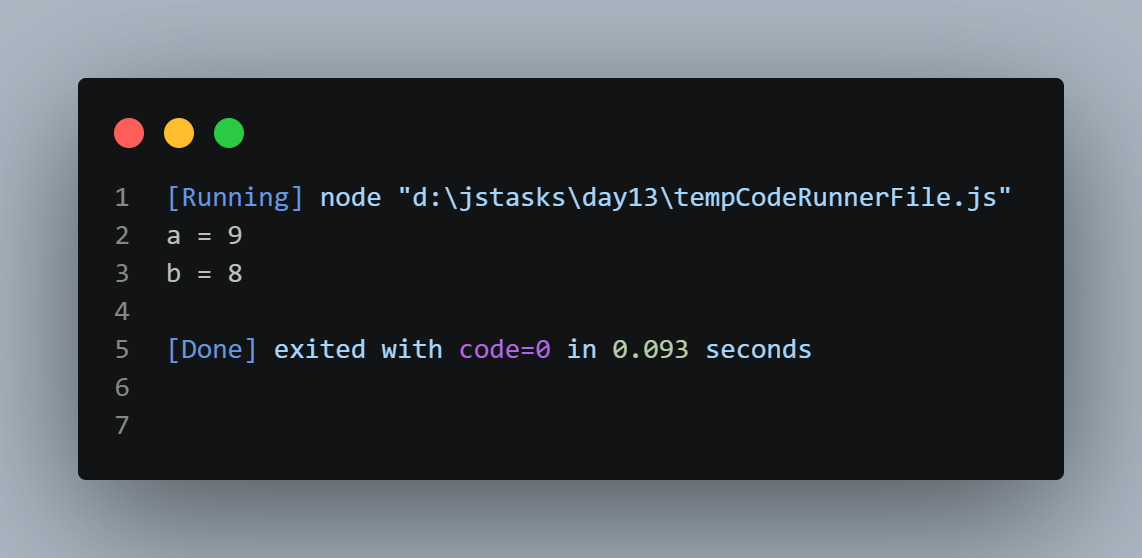 1 [Running] node "d:\jstasks\day13\tempCodeRunnerFile.js"
2 a = 9
3 b = 8
4
5 [Done] exited with code=0 in 0.093 seconds
6
7